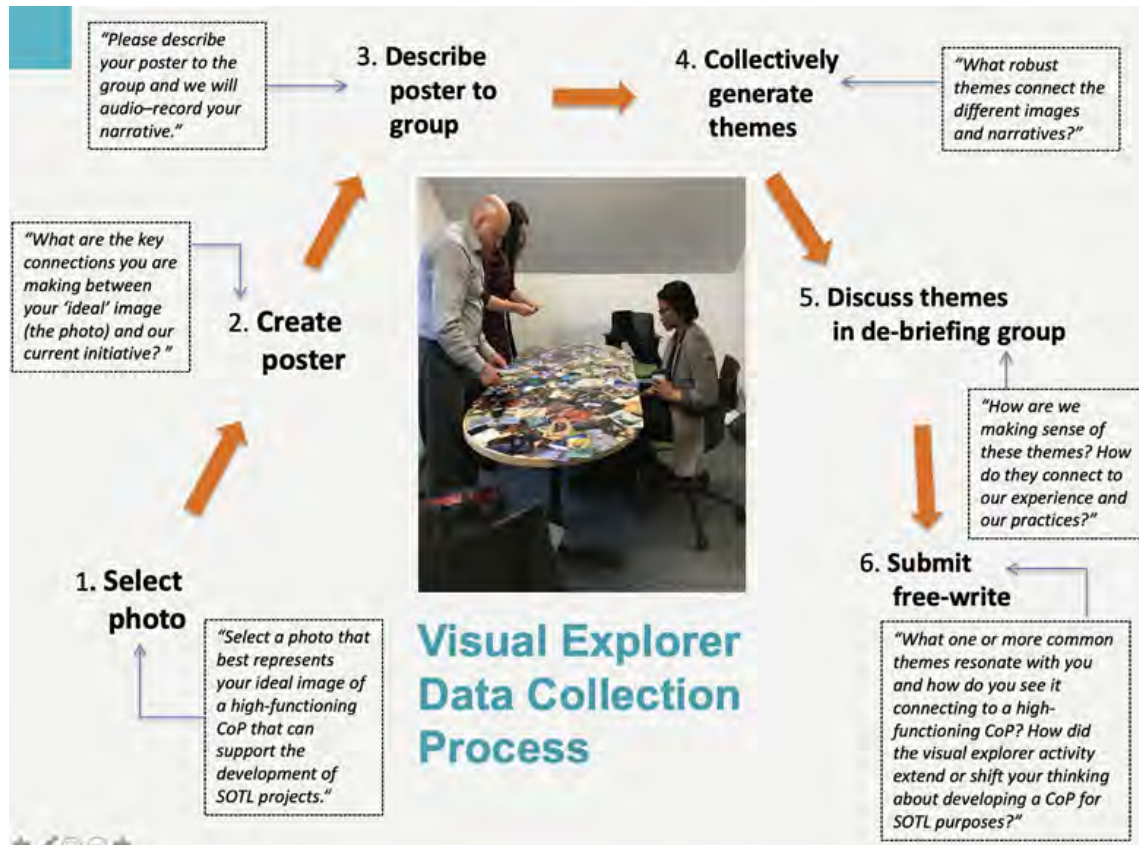 "Please describe
your poster to the
group and we will
audio–record your
narrative."
3. Describe
poster to
group
4. Collectively
generate
themes
"What robust
themes connect the
different images
and narratives?"
"What are the key
connections you are
making between
your 'ideal' image
(the photo) and our
current initiative? "
2. Create
poster
5. Discuss themes
in de-briefing group
"How are we
making sense of
these themes? How
do they connect to
our experience and
our practices?"
1. Select
photo
"Select a photo that
best represents
your ideal image of
a high-functioning
CoP that can
support the
development of
SOTL projects."
6. Submit
free-write
"What one or more common
themes resonate with you
and how do you see it
connecting to a high-
functioning CoP? How did
the visual explorer activity
extend or shift your thinking
about developing a CoP for
SOTL purposes?"
Visual Explorer
Data Collection
Process